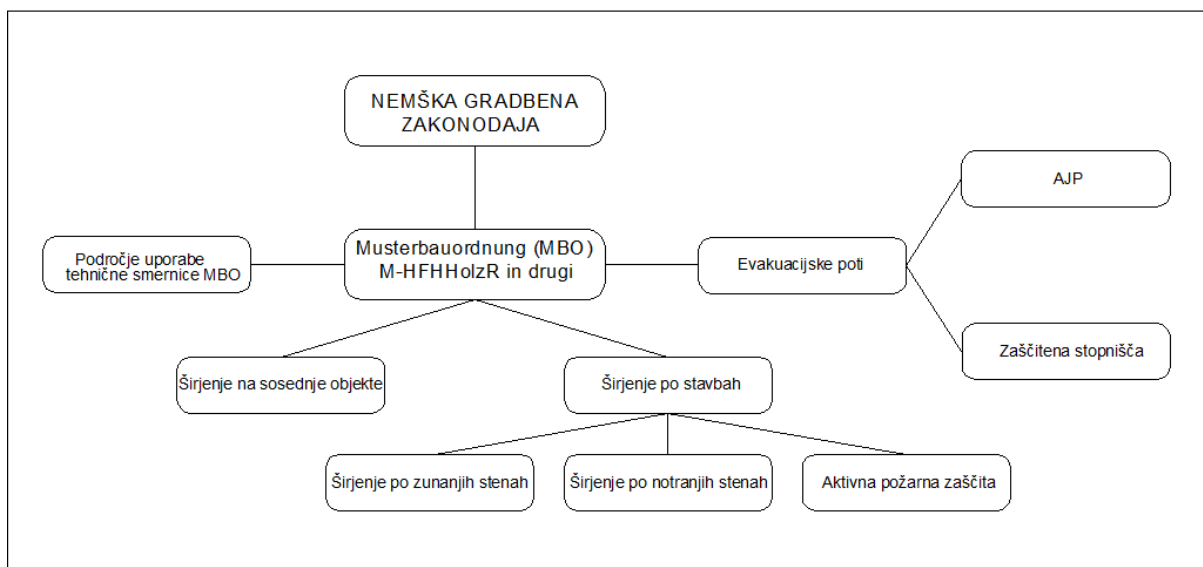 NEMŠKA GRADBENA
ZAKONODAJA
AJP
Področje uporabe
tehnične smernice MBO
Musterbauordnung (MBO)
M-HFHHolzR in drugi
Evakuacijske poti
Zaščitena stopnišča
Širjenje na sosednje objekte
Širjenje po stavbah
Širjenje po zunanjih stenah
Širjenje po notranjih stenah
Aktivna požarna zaščita